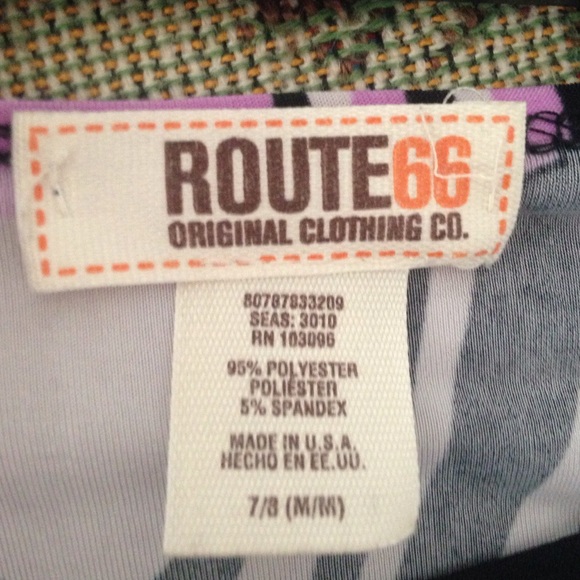 ROUTE66
ORIGINAL CLOTHING CO.
80787833209
SEAS: 3010
RN 103096
95% POLYESTER
POLIÉSTER
5% SPANDEX
MADE IN U.S.A.
HECHO EN EE.UU.
7/8 (M/M)